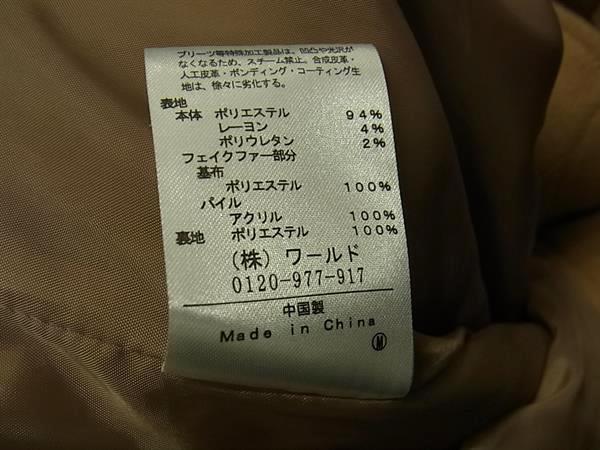 プリーツ等特殊加工製品は、凹凸や光沢が
なくなるため、スチーム禁止。合成皮革・
人工皮革・ボンディング・コーティング生
地は、徐々に劣化する。
表地
本体 ポリエステル 94%
レーヨン 4%
ポリウレタン 2%
フェイクファー部分
基布
ポリエステル 100%
パイル
アクリル 100%
裏地 ポリエステル 100%
(株) ワールド
0120-977-917
中国製
Made in China
M